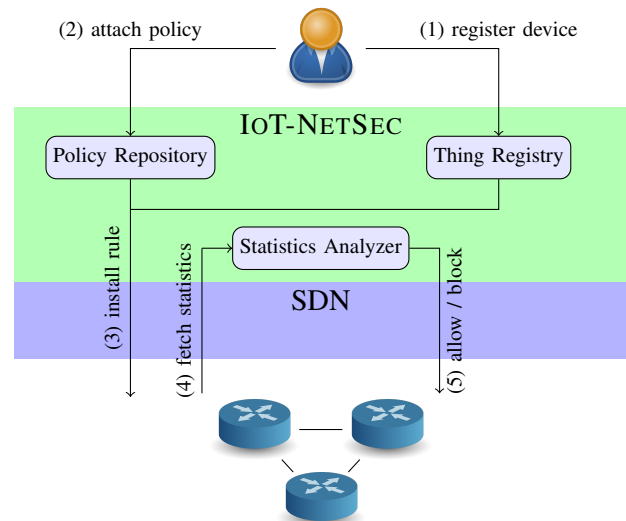 (2) attach policy
(1) register device
IOT-NETSEC
Policy Repository
Thing Registry
Statistics Analyzer
(3) install rule
(4) fetch statistics
SDN
(5) allow / block